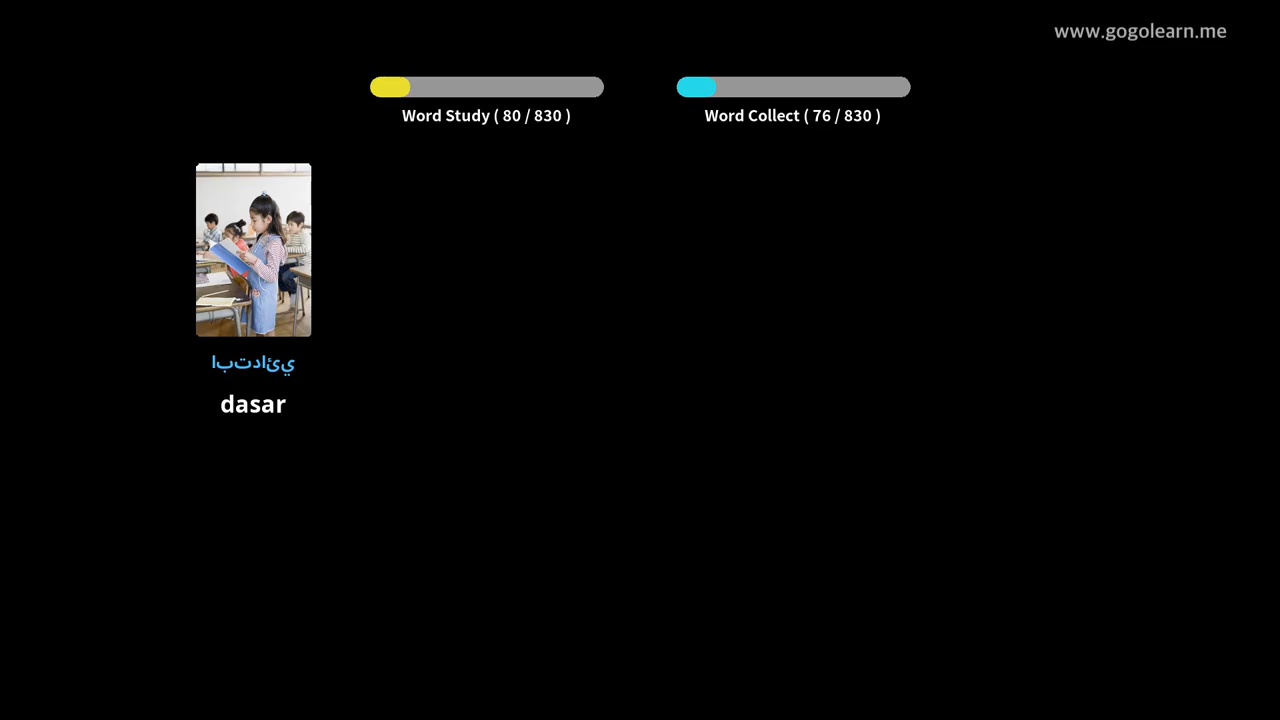 www.gogolearn.me
Word Study ( 80 / 830 )
Word Collect ( 76 / 830 )
ابتدائي
dasar